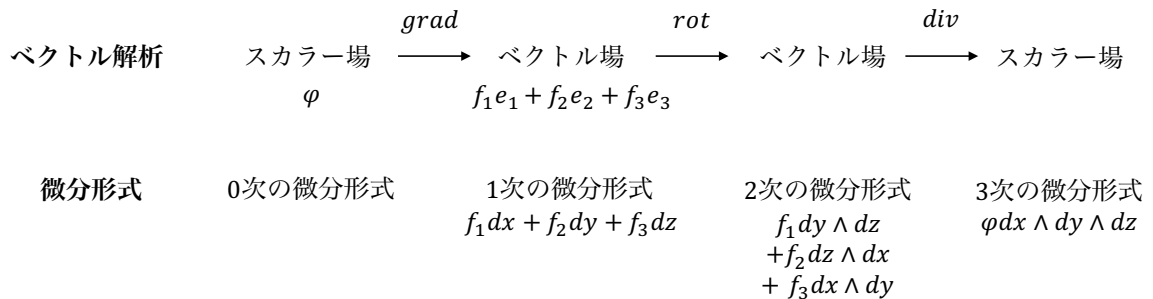 grad rot div
ベクトル解析 スカラー場 ⟶ ベクトル場 ⟶ ベクトル場 ⟶ スカラー場
φ f₁e₁ + f₂e₂ + f₃e₃
微分形式 0次の微分形式 1次の微分形式 2次の微分形式 3次の微分形式
f₁dx + f₂dy + f₃dz f₁dy ∧ dz φdx ∧ dy ∧ dz
+f₂dz ∧ dx
+ f₃dx ∧ dy